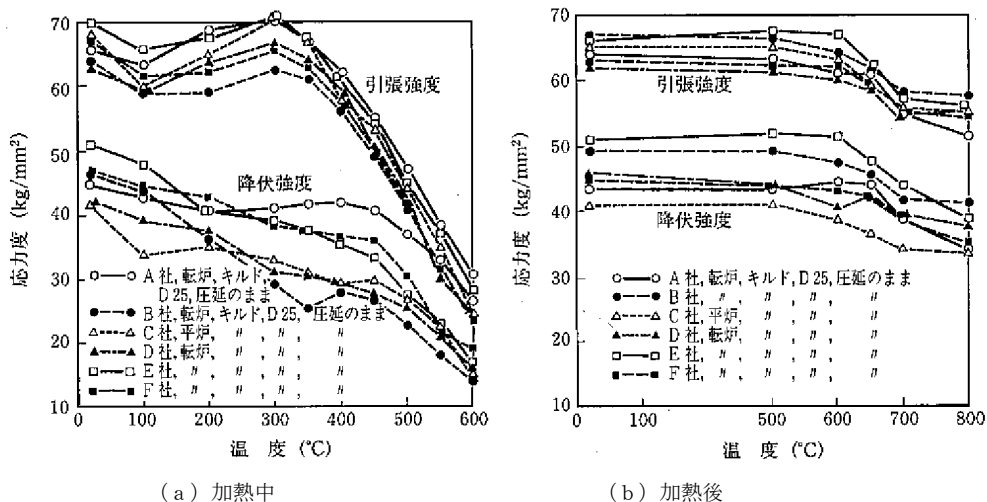 応力度 (kg/mm²)
70
60
50
40
30
20
10
引張強度
降伏強度
A社, 転炉, キルド, D25, 圧延のまま
B社, 転炉, キルド, D25, 圧延のまま
C社, 平炉, 〃 , 〃 , 〃
D社, 転炉, 〃 , 〃 , 〃
E社, 〃 , 〃 , 〃 , 〃
F社, 〃 , 〃 , 〃 , 〃
0 100 200 300 400 500 600
温 度 (℃)
(a) 加熱中
応力度 (kg/mm²)
70
60
50
40
30
20
10
引張強度
降伏強度
A社, 転炉, キルド, D25, 圧延のまま
B社, 〃 , 〃 , 〃 , 〃
C社, 平炉, 〃 , 〃 , 〃
D社, 転炉, 〃 , 〃 , 〃
E社, 〃 , 〃 , 〃 , 〃
F社, 〃 , 〃 , 〃 , 〃
0 100 500 600 700 800
温 度 (℃)
(b) 加熱後